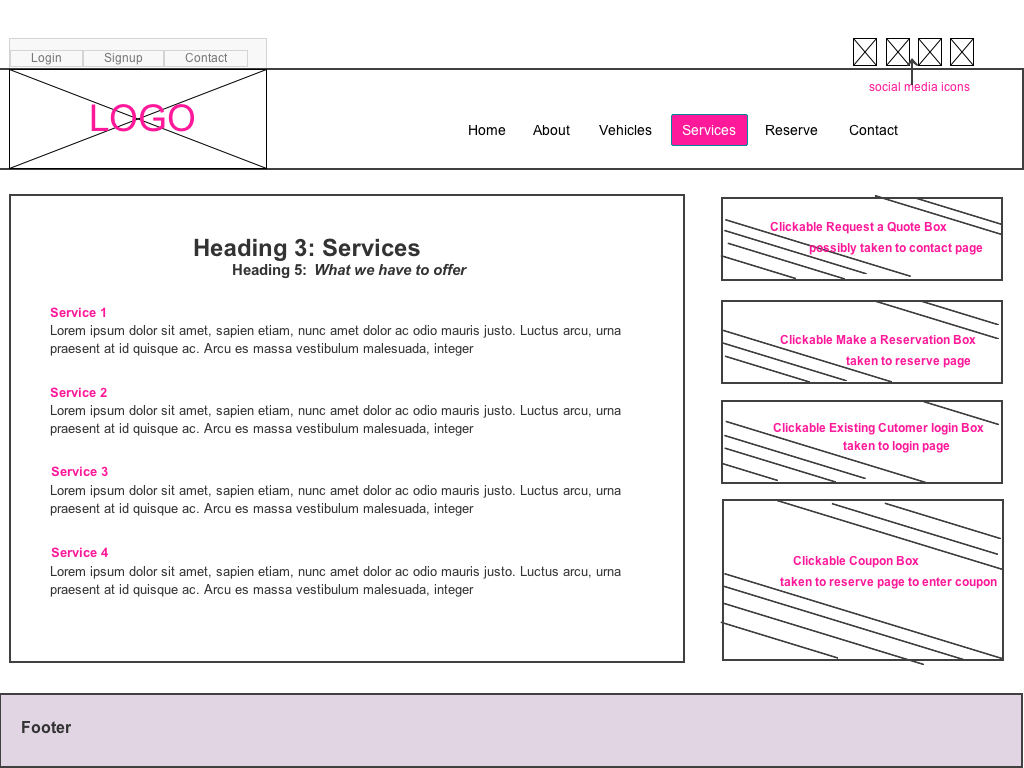 Login Signup Contact
social media icons
LOGO
Home About Vehicles Services Reserve Contact
Heading 3: Services
Heading 5: What we have to offer
Service 1
Lorem ipsum dolor sit amet, sapien etiam, nunc amet dolor ac odio mauris justo. Luctus arcu, urna
praesent at id quisque ac. Arcu es massa vestibulum malesuada, integer
Service 2
Lorem ipsum dolor sit amet, sapien etiam, nunc amet dolor ac odio mauris justo. Luctus arcu, urna
praesent at id quisque ac. Arcu es massa vestibulum malesuada, integer
Service 3
Lorem ipsum dolor sit amet, sapien etiam, nunc amet dolor ac odio mauris justo. Luctus arcu, urna
praesent at id quisque ac. Arcu es massa vestibulum malesuada, integer
Service 4
Lorem ipsum dolor sit amet, sapien etiam, nunc amet dolor ac odio mauris justo. Luctus arcu, urna
praesent at id quisque ac. Arcu es massa vestibulum malesuada, integer
Clickable Request a Quote Box
possibly taken to contact page
Clickable Make a Reservation Box
taken to reserve page
Clickable Existing Cutomer login Box
taken to login page
Clickable Coupon Box
taken to reserve page to enter coupon
Footer